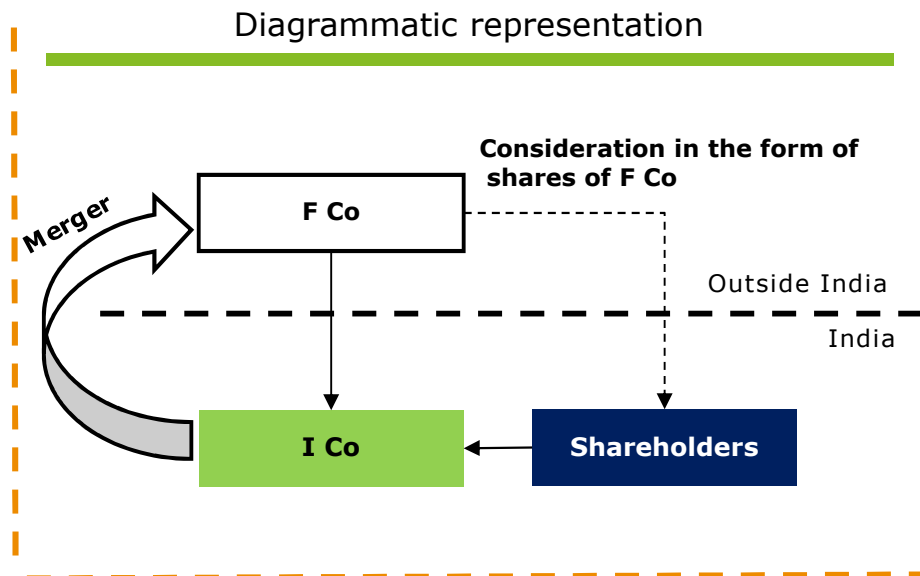 Diagrammatic representation
Consideration in the form of
shares of F Co
F Co
Merger
Outside India
India
I Co
Shareholders